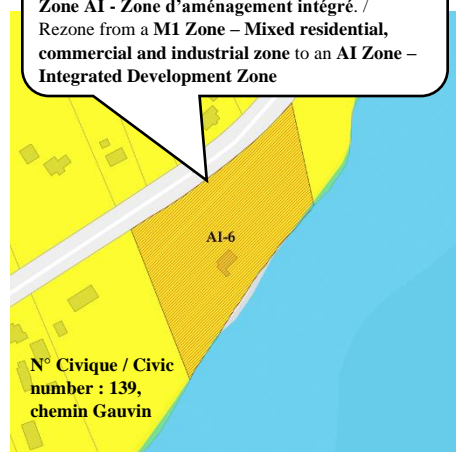 Zone AI - Zone d’aménagement intégré. /
Rezone from a M1 Zone – Mixed residential,
commercial and industrial zone to an AI Zone –
Integrated Development Zone
AI-6
N° Civique / Civic
number : 139,
chemin Gauvin